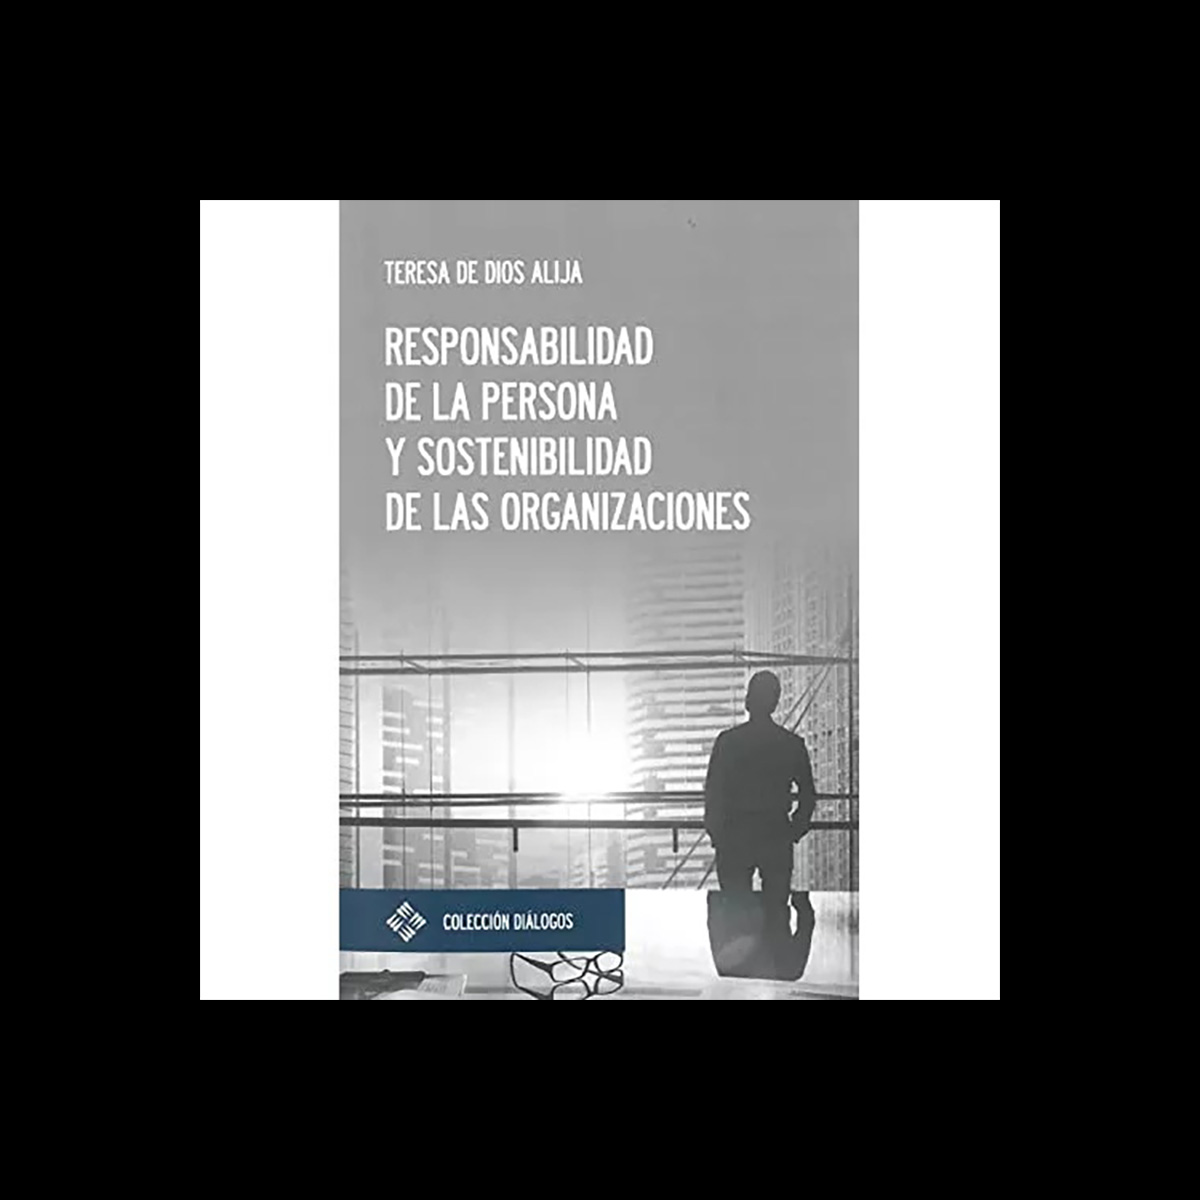 TERESA DE DIOS ALIJA
RESPONSABILIDAD
DE LA PERSONA
Y SOSTENIBILIDAD
DE LAS ORGANIZACIONES
COLECCIÓN DIÁLOGOS